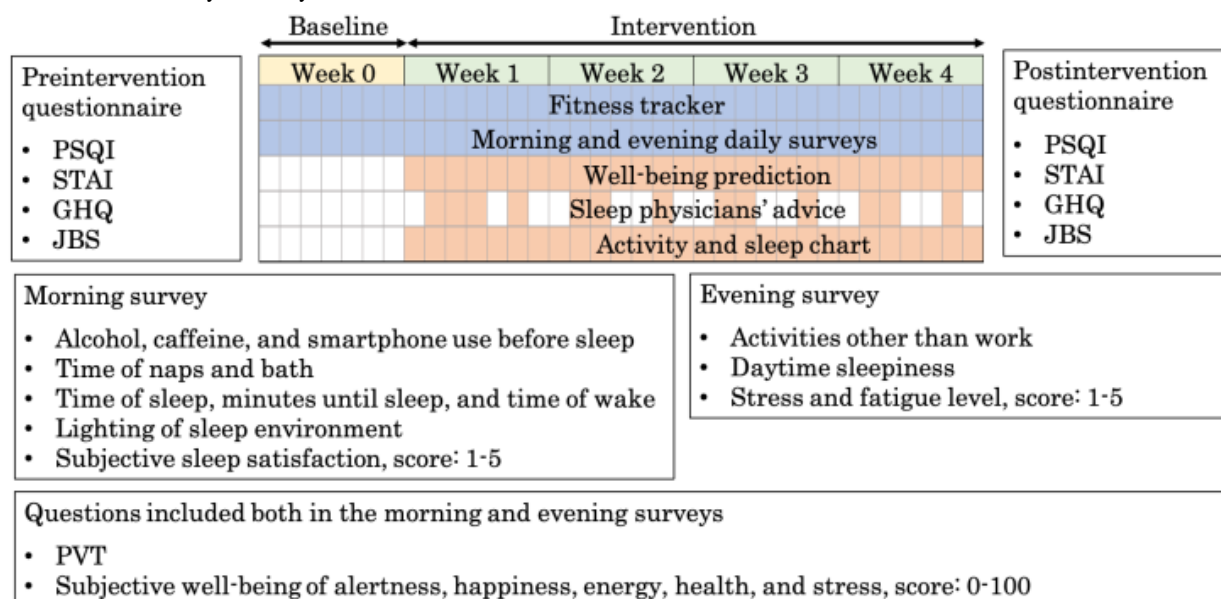 Baseline Intervention
Preintervention
questionnaire
• PSQI
• STAI
• GHQ
• JBS
Week 0 Week 1 Week 2 Week 3 Week 4
Fitness tracker
Morning and evening daily surveys
Well-being prediction
Sleep physicians’ advice
Activity and sleep chart
Postintervention
questionnaire
• PSQI
• STAI
• GHQ
• JBS
Morning survey
• Alcohol, caffeine, and smartphone use before sleep
• Time of naps and bath
• Time of sleep, minutes until sleep, and time of wake
• Lighting of sleep environment
• Subjective sleep satisfaction, score: 1-5
Evening survey
• Activities other than work
• Daytime sleepiness
• Stress and fatigue level, score: 1-5
Questions included both in the morning and evening surveys
• PVT
• Subjective well-being of alertness, happiness, energy, health, and stress, score: 0-100